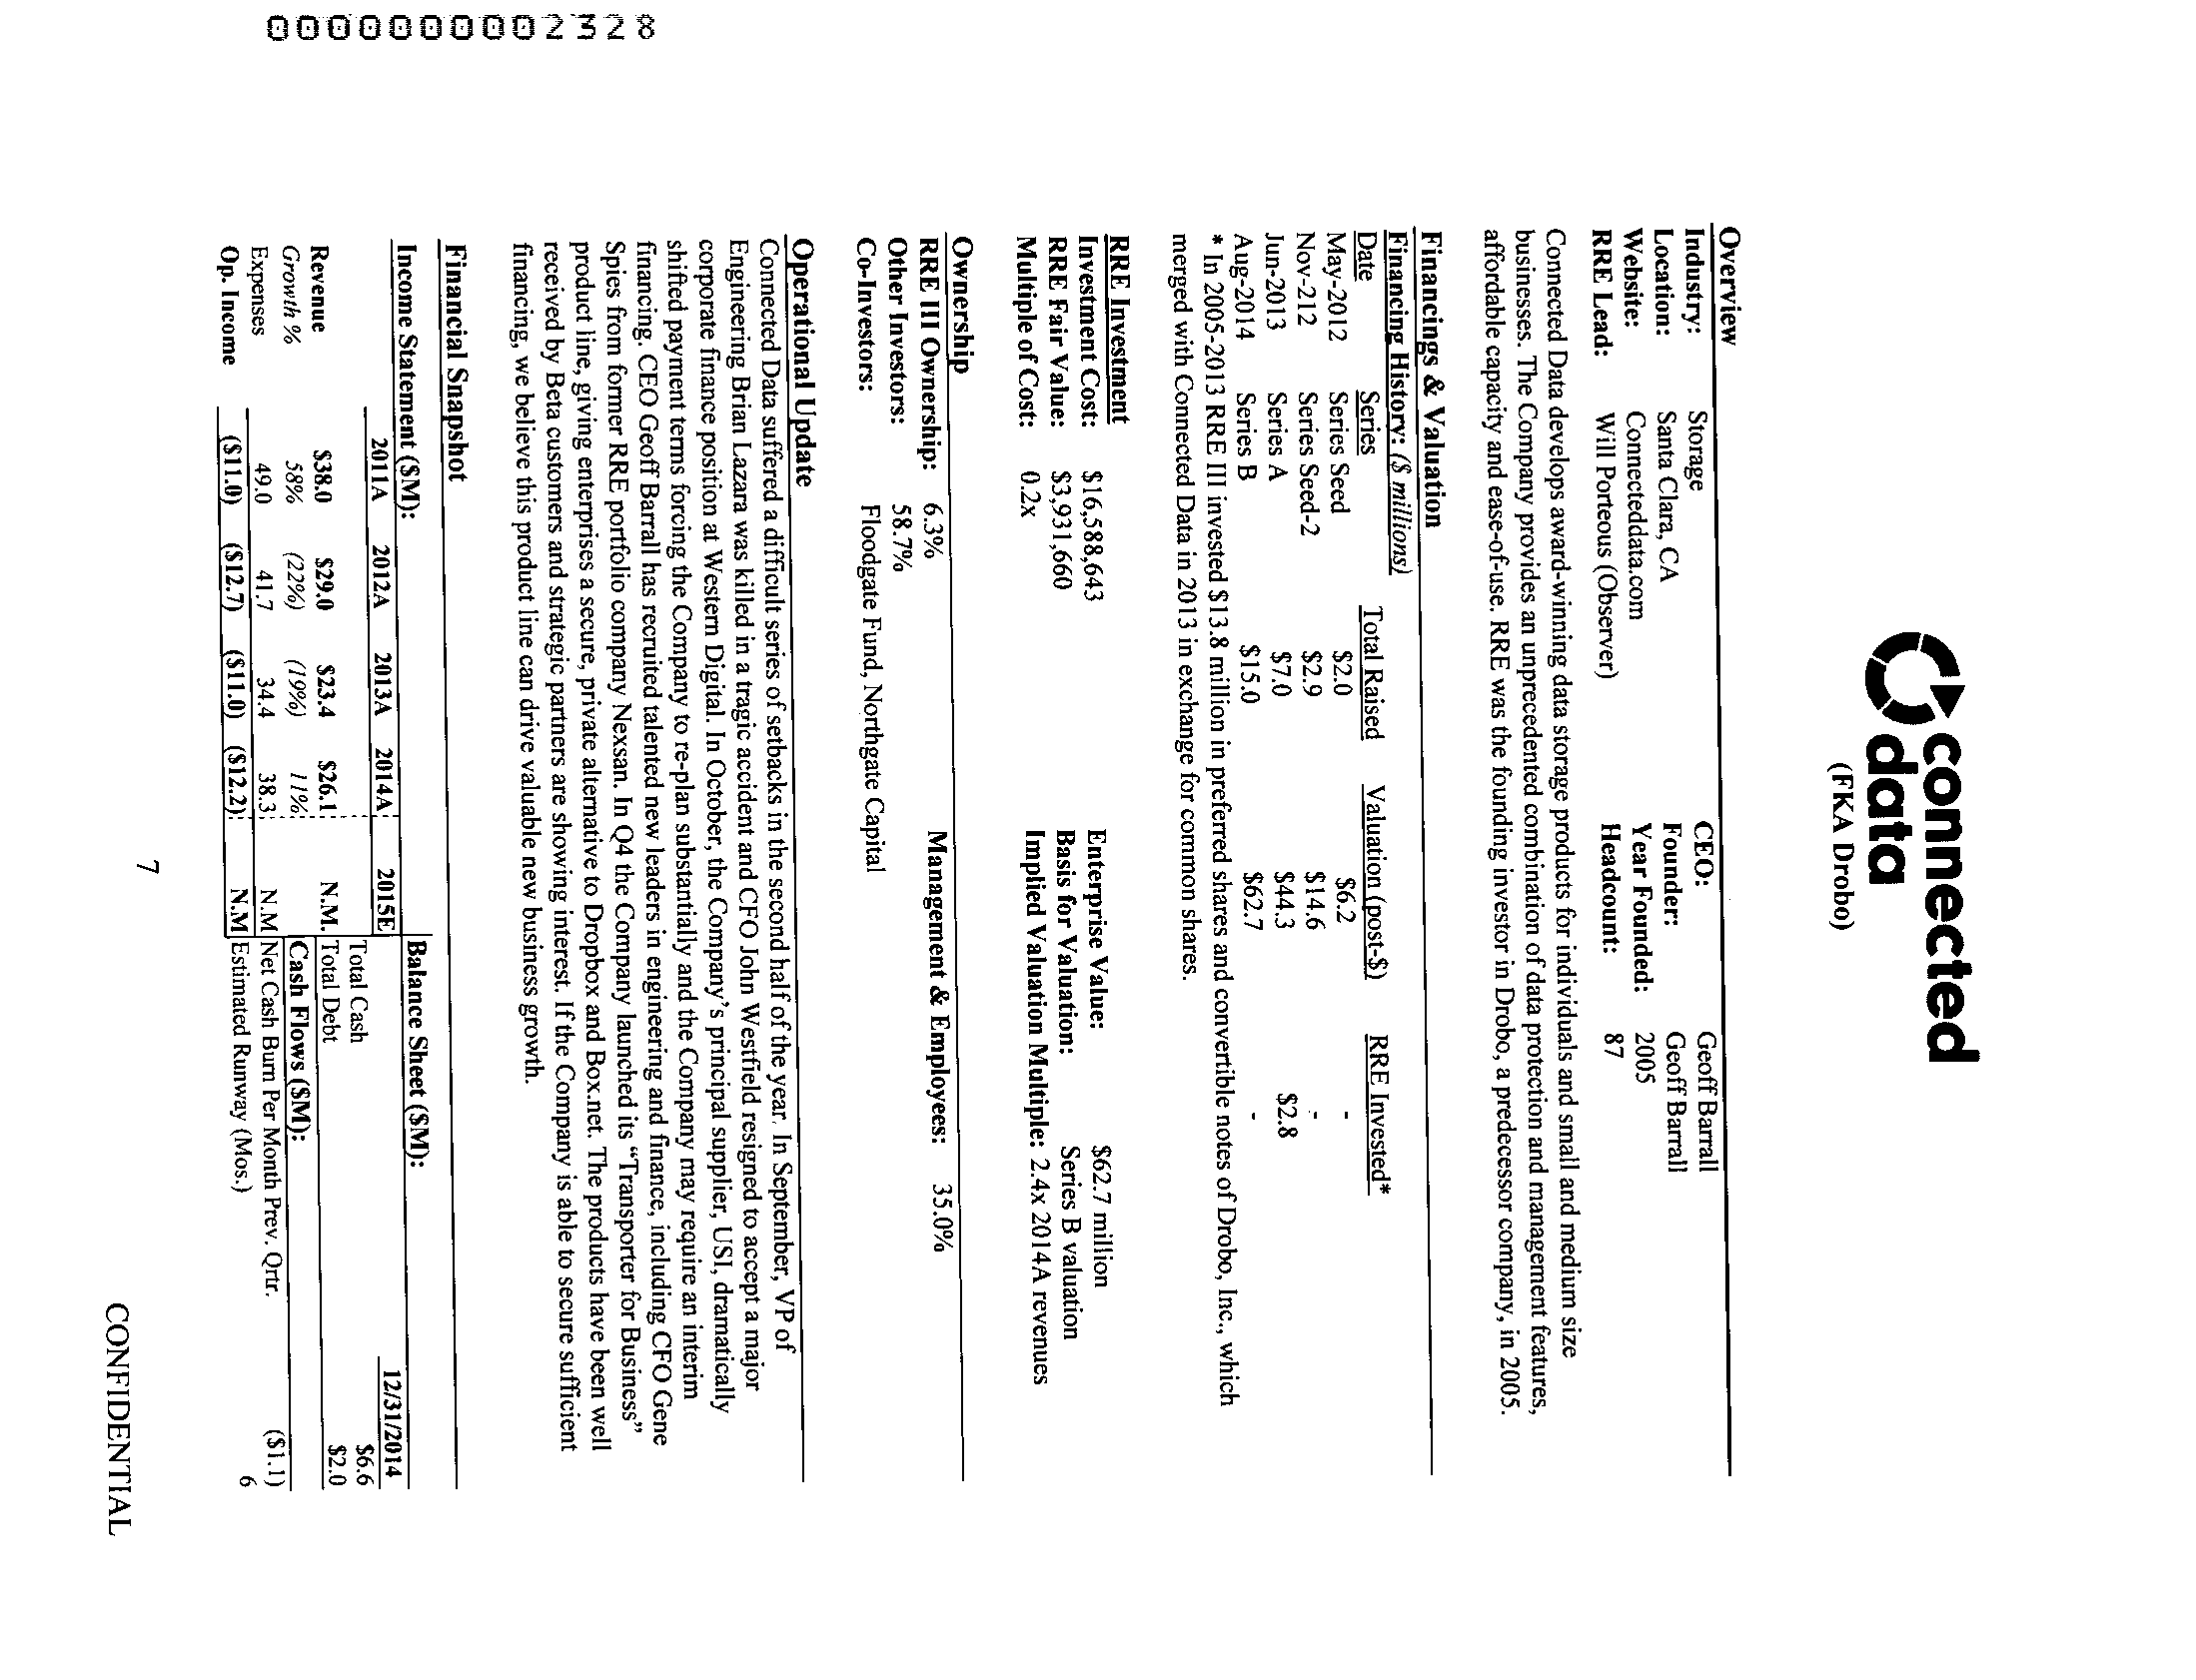 000000002328
connected
data
(FKA Drobo)
Overview
Industry: Storage CEO: Geoff Barrall
Location: Santa Clara, CA Founder: Geoff Barrall
Website: Connecteddata.com Year Founded: 2005
RRE Lead: Will Porteous (Observer) Headcount: 87
Connected Data develops award-winning data storage products for individuals and small and medium size
businesses. The Company provides an unprecedented combination of data protection and management features,
affordable capacity and ease-of-use. RRE was the founding investor in Drobo, a predecessor company, in 2005.
Financings & Valuation
Financing History: ($ millions)
Date Series Total Raised Valuation (post-$) RRE Invested*
May-2012 Series Seed $2.0 $6.2 -
Nov-212 Series Seed-2 $2.9 $14.6 -
Jun-2013 Series A $7.0 $44.3 $2.8
Aug-2014 Series B $15.0 $62.7 -
* In 2005-2013 RRE III invested $13.8 million in preferred shares and convertible notes of Drobo, Inc., which
merged with Connected Data in 2013 in exchange for common shares.
RRE Investment
Investment Cost: $16,588,643 Enterprise Value: $62.7 million
RRE Fair Value: $3,931,660 Basis for Valuation: Series B valuation
Multiple of Cost: 0.2x Implied Valuation Multiple: 2.4x 2014A revenues
Ownership
RRE III Ownership: 6.3% Management & Employees: 35.0%
Other Investors: 58.7%
Co-Investors: Floodgate Fund, Northgate Capital
Operational Update
Connected Data suffered a difficult series of setbacks in the second half of the year. In September, VP of
Engineering Brian Lazara was killed in a tragic accident and CFO John Westfield resigned to accept a major
corporate finance position at Western Digital. In October, the Company's principal supplier, USI, dramatically
shifted payment terms forcing the Company to re-plan substantially and the Company may require an interim
financing. CEO Geoff Barrall has recruited talented new leaders in engineering and finance, including CFO Gene
Spies from former RRE portfolio company Nexsan. In Q4 the Company launched its “Transporter for Business”
product line, giving enterprises a secure, private alternative to Dropbox and Box.net. The products have been well
received by Beta customers and strategic partners are showing interest. If the Company is able to secure sufficient
financing, we believe this product line can drive valuable new business growth.
Financial Snapshot
Income Statement ($M): Balance Sheet ($M):
2011A 2012A 2013A 2014A 2015E 12/31/2014
Total Cash $6.6
Revenue $38.0 $29.0 $23.4 $26.1 N.M. Total Debt $2.0
Growth % 58% (22%) (19%) 11% Cash Flows ($M):
Expenses 49.0 41.7 34.4 38.3 N.M Net Cash Burn Per Month Prev. Qrtr. ($1.1)
Op. Income ($11.0) ($12.7) ($11.0) ($12.2) N.M Estimated Runway (Mos.) 6
7
CONFIDENTIAL